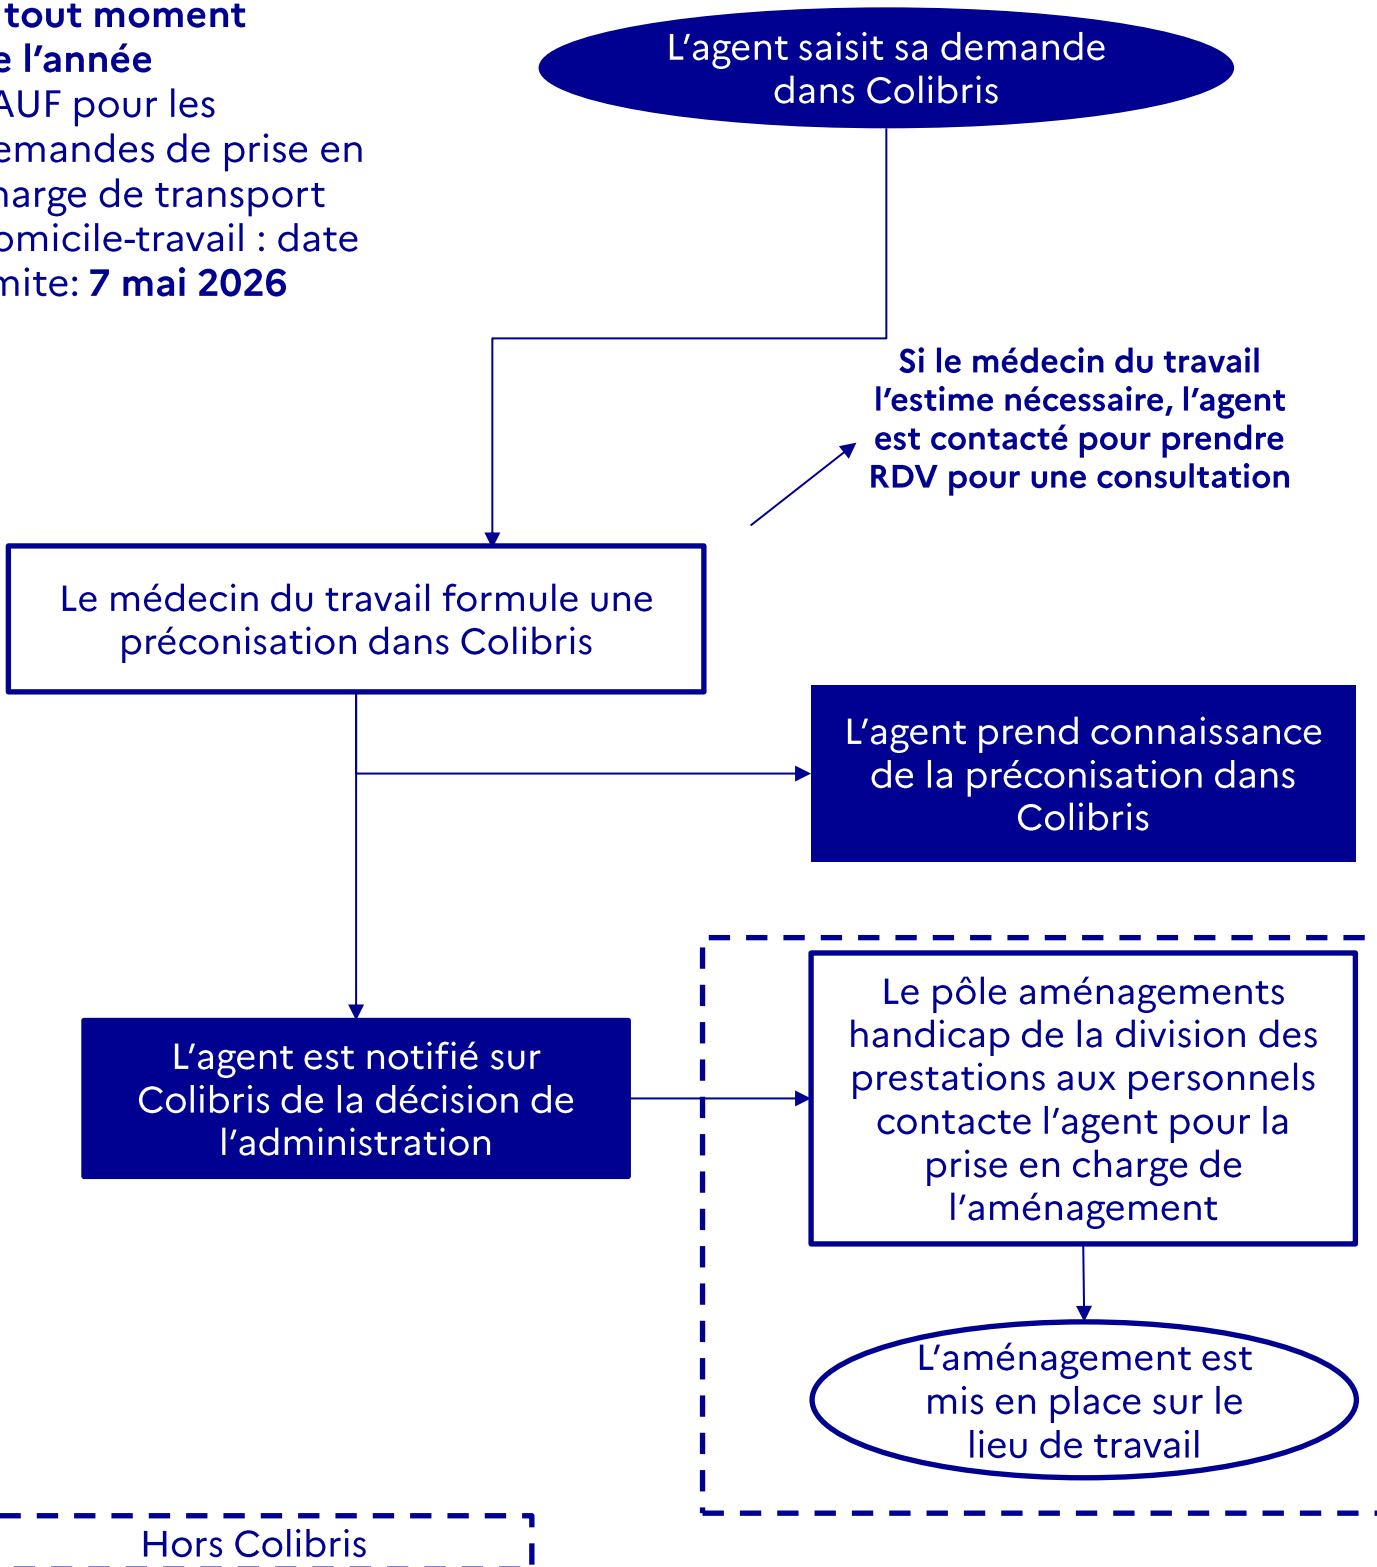 tout moment
e l'année
AUF pour les
emandes de prise en
harge de transport
omicile-travail : date
mite: 7 mai 2026
L'agent saisit sa demande
dans Colibris
Si le médecin du travail
l'estime nécessaire, l'agent
est contacté pour prendre
RDV pour une consultation
Le médecin du travail formule une
préconisation dans Colibris
L'agent prend connaissance
de la préconisation dans
Colibris
L'agent est notifié sur
Colibris de la décision de
l'administration
Le pôle aménagements
handicap de la division des
prestations aux personnels
contacte l'agent pour la
prise en charge de
l'aménagement
L'aménagement est
mis en place sur le
lieu de travail
Hors Colibris